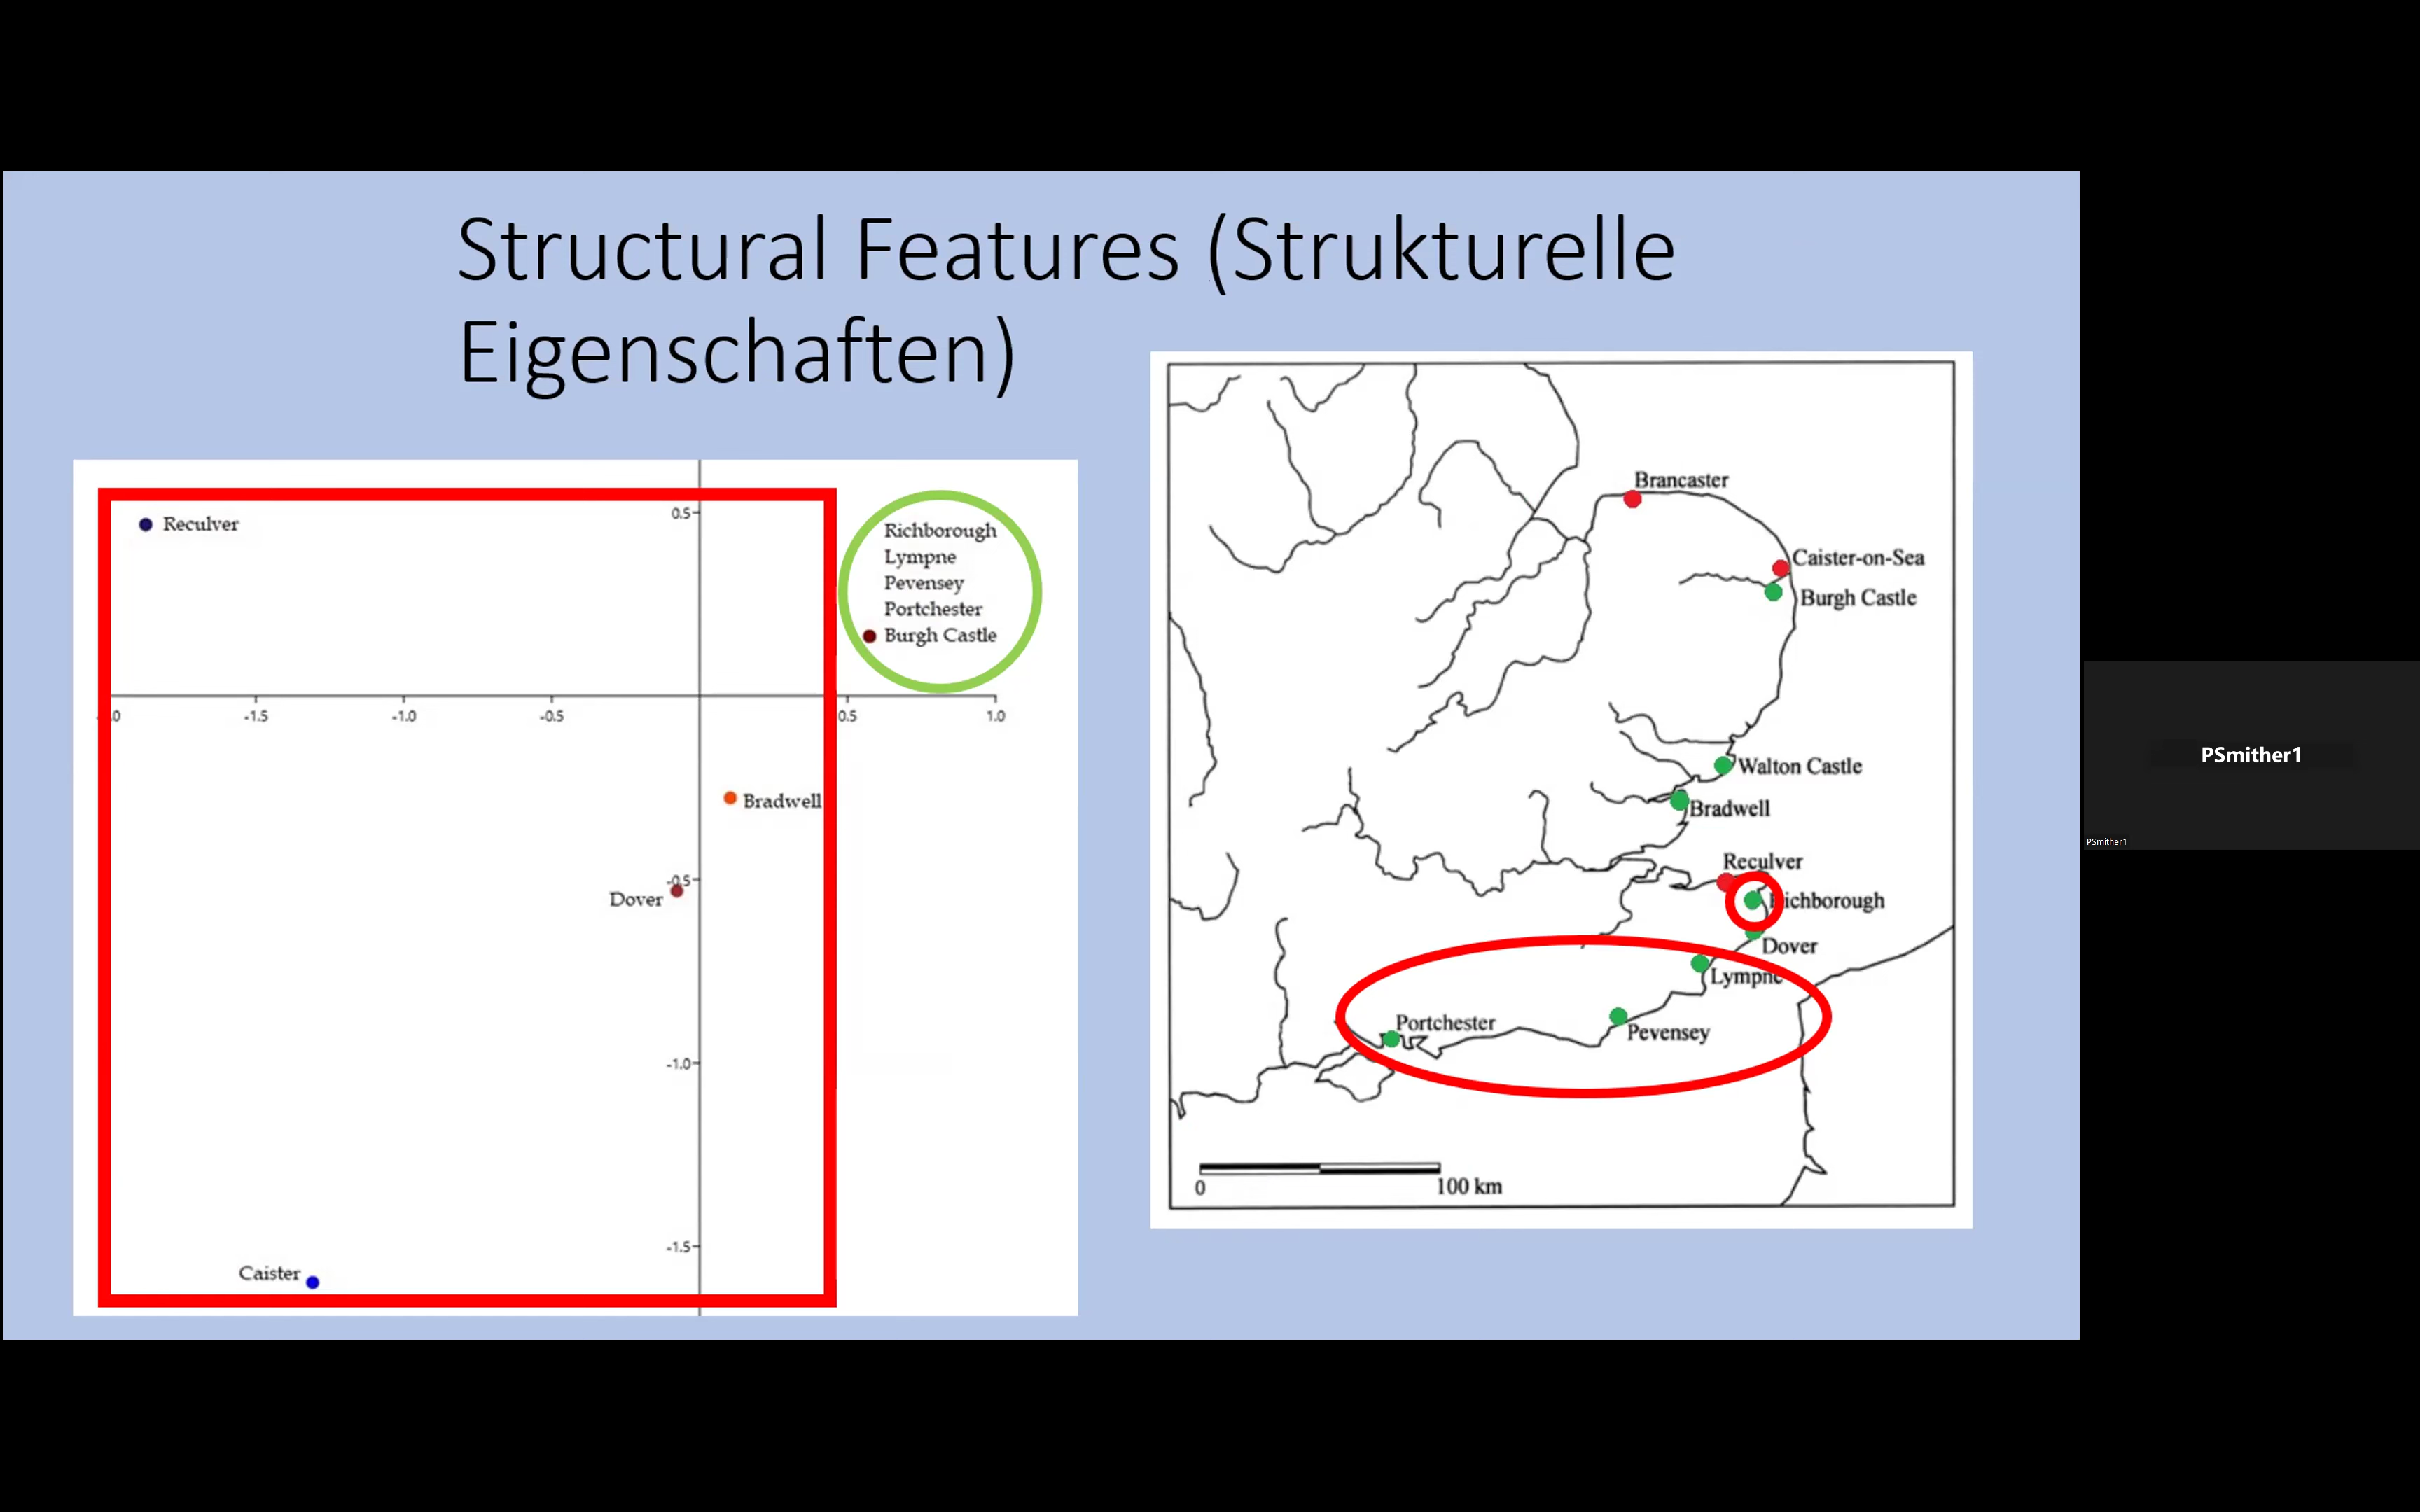 Structural Features (Strukturelle
Eigenschaften)
Reculver
0.5
Richborough
Lympne
Pevensey
Portchester
Burgh Castle
-1.5
-1.0
-0.5
0.5
1.0
Bradwell
-0.5
Dover
-1.0
-1.5
Caister
Brancaster
Caister-on-Sea
Burgh Castle
Walton Castle
Bradwell
Reculver
Richborough
Dover
Lympne
Portchester
Pevensey
0
100 km
PSmither1
PSmither1